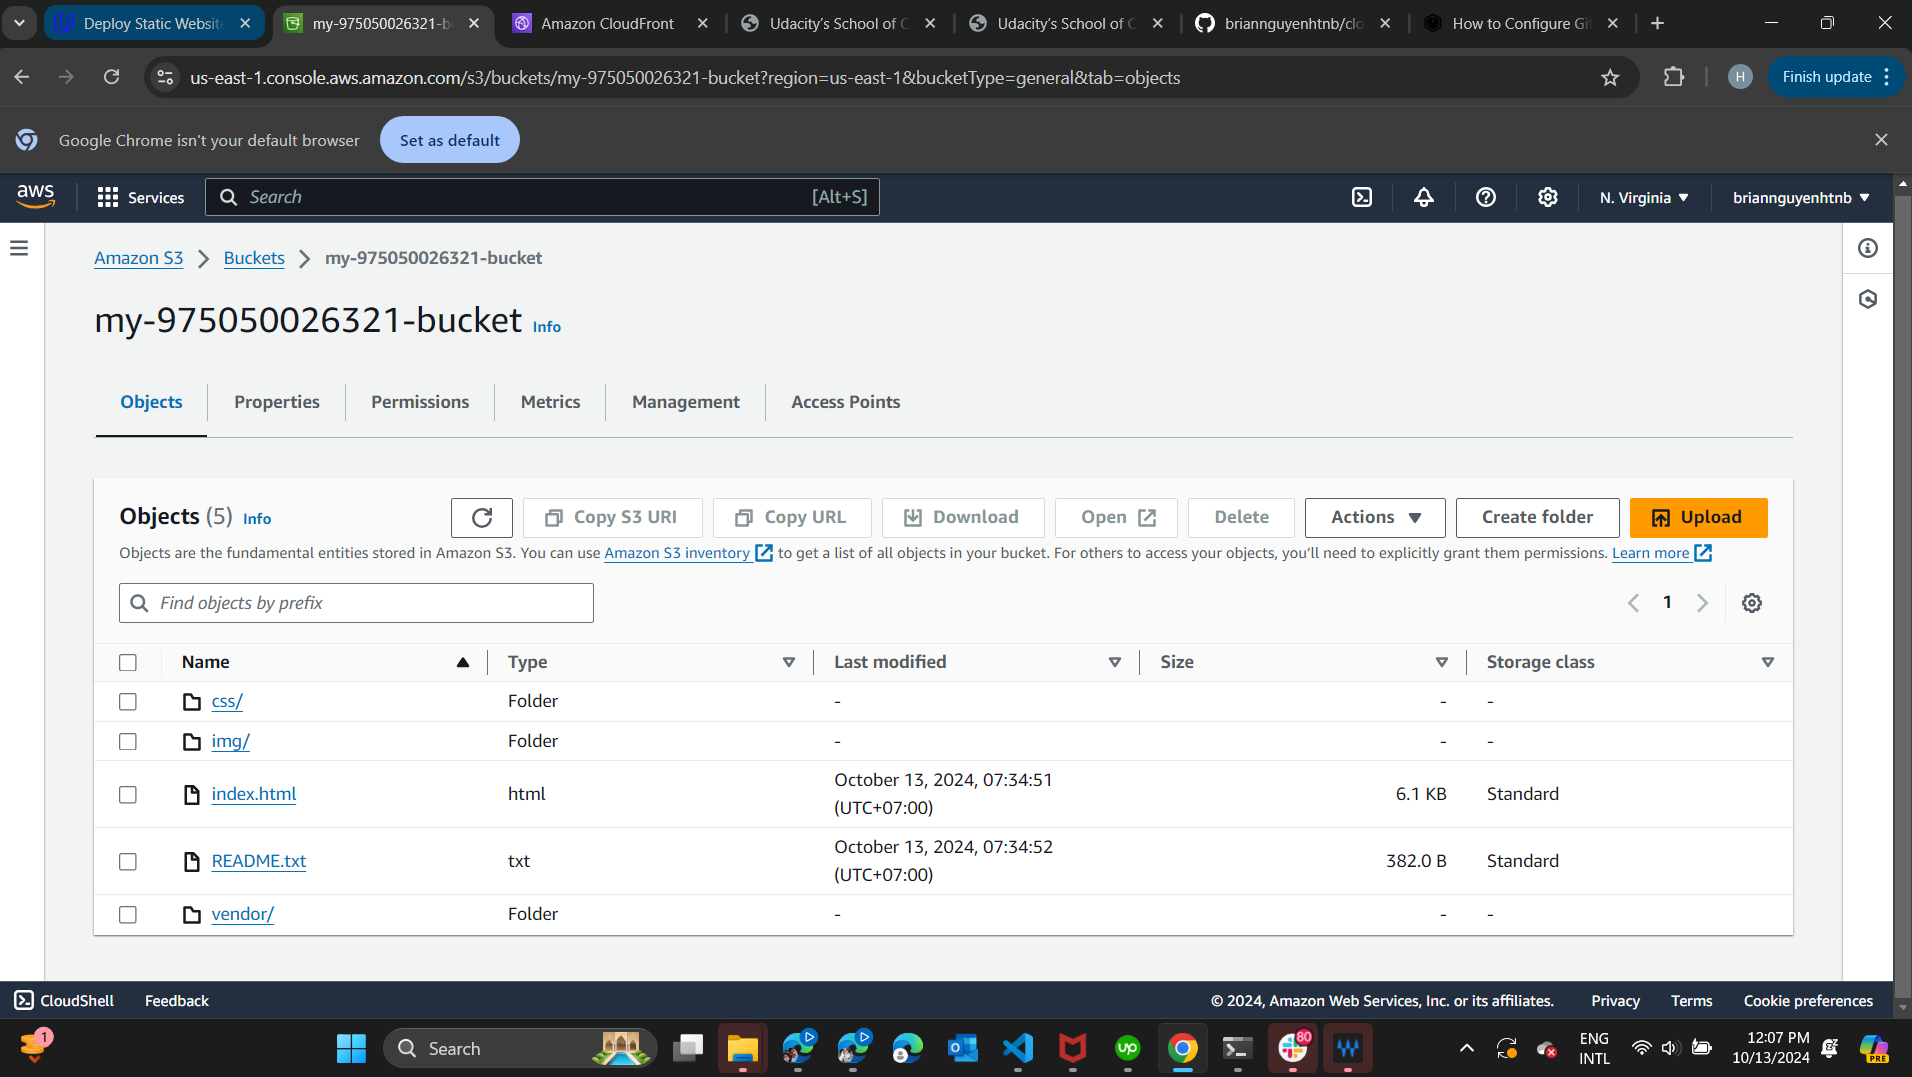 Deploy Static Website
my-975050026321-b
Amazon CloudFront
Udacity’s School of C
Udacity’s School of C
briannguyenhtnb/clo
How to Configure Gi
us-east-1.console.aws.amazon.com/s3/buckets/my-975050026321-bucket?region=us-east-1&bucketType=general&tab=objects
H
Finish update
Google Chrome isn't your default browser
Set as default
aws
Services
Search
[Alt+S]
N. Virginia
briannguyenhtnb
Amazon S3
Buckets
my-975050026321-bucket
my-975050026321-bucket Info
Objects
Properties
Permissions
Metrics
Management
Access Points
Objects (5) Info
Copy S3 URI
Copy URL
Download
Open
Delete
Actions
Create folder
Upload
Objects are the fundamental entities stored in Amazon S3. You can use Amazon S3 inventory to get a list of all objects in your bucket. For others to access your objects, you’ll need to explicitly grant them permissions. Learn more
Find objects by prefix
1
Name
Type
Last modified
Size
Storage class
css/
Folder
-
-
-
img/
Folder
-
-
-
index.html
html
October 13, 2024, 07:34:51
(UTC+07:00)
6.1 KB
Standard
README.txt
txt
October 13, 2024, 07:34:52
(UTC+07:00)
382.0 B
Standard
vendor/
Folder
-
-
-
CloudShell
Feedback
© 2024, Amazon Web Services, Inc. or its affiliates.
Privacy
Terms
Cookie preferences
1
Search
up
80
ENG
INTL
12:07 PM
10/13/2024
PRE